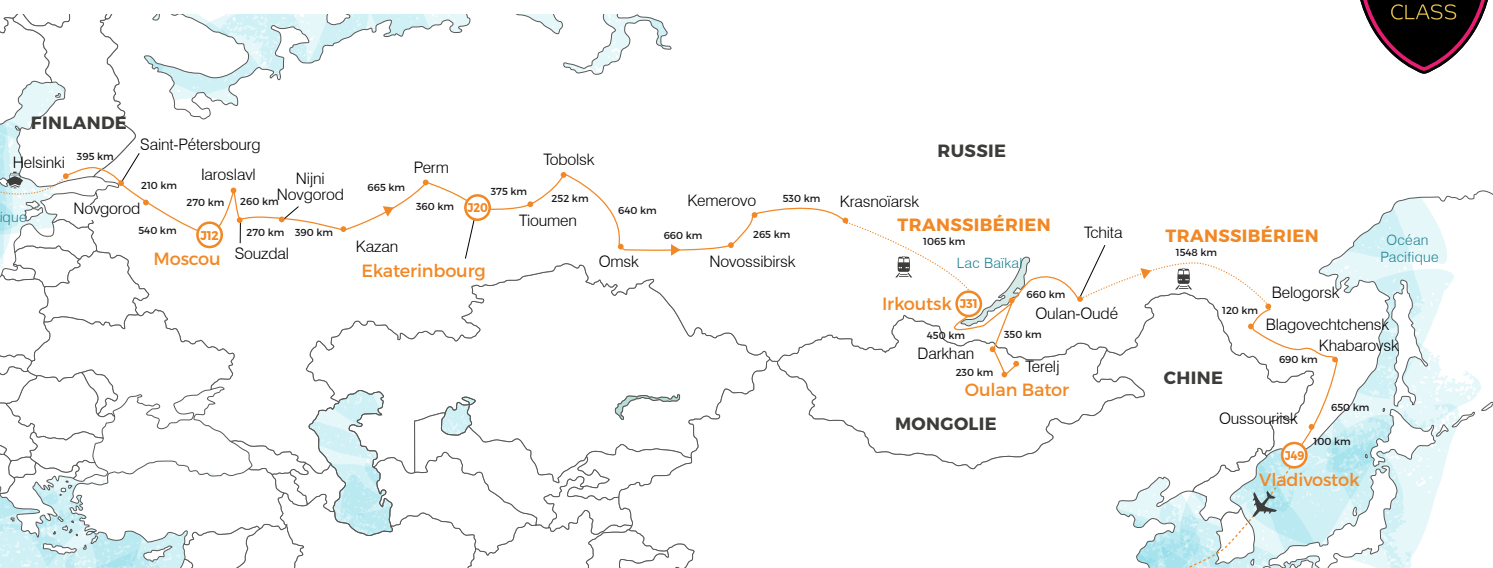 CLASS
FINLANDE
Helsinki
395 km
Saint-Pétersbourg
210 km
Novgorod
540 km
J12
Moscou
270 km
Iaroslavl
260 km
Souzdal
270 km
Nijni
Novgorod
390 km
Kazan
665 km
Perm
360 km
J20
Ekaterinbourg
375 km
Tioumen
252 km
Tobolsk
640 km
Omsk
660 km
Novossibirsk
265 km
Kemerovo
530 km
Krasnoïarsk
RUSSIE
TRANSSIBÉRIEN
1065 km
Lac Baïkal
Irkoutsk
J31
450 km
660 km
350 km
Darkhan
230 km
Terelj
Oulan Bator
MONGOLIE
Oulan-Oudé
Tchita
TRANSSIBÉRIEN
1548 km
Belogorsk
120 km
Blagovechtchensk
690 km
Khabarovsk
CHINE
650 km
Oussouriisk
100 km
J49
Vladivostok
Océan
Pacifique
ique